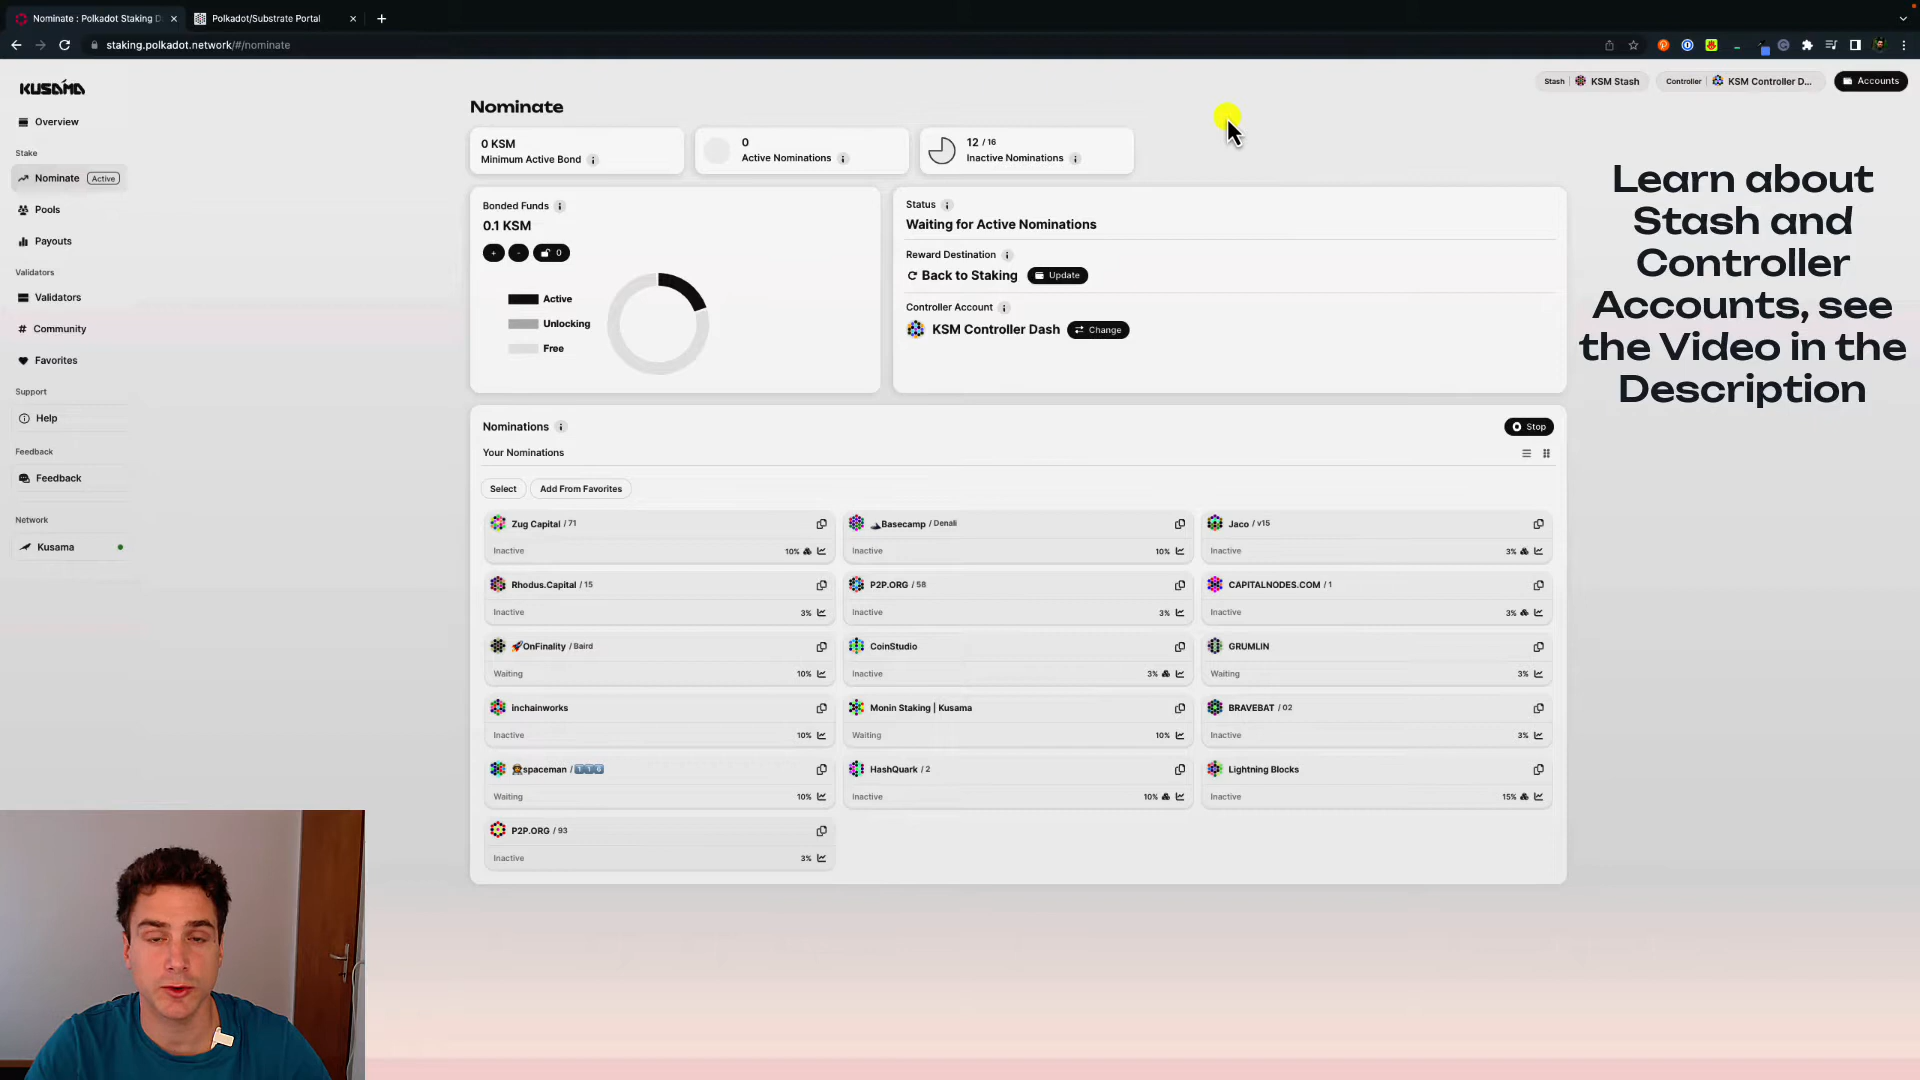 Nominate : Polkadot Staking D
Polkadot/Substrate Portal
staking.polkadot.network/#/nominate
KUSAMA
Stash
KSM Stash
Controller
KSM Controller D...
Accounts
Overview
Stake
Nominate
Active
Pools
Payouts
Validators
Validators
Community
Favorites
Support
Help
Feedback
Feedback
Network
Kusama
Nominate
0 KSM
Minimum Active Bond
0
Active Nominations
12 / 16
Inactive Nominations
Bonded Funds
0.1 KSM
+
-
0
Active
Unlocking
Free
Status
Waiting for Active Nominations
Reward Destination
Back to Staking
Update
Controller Account
KSM Controller Dash
Change
Learn about
Stash and
Controller
Accounts, see
the Video in the
Description
Nominations
Stop
Your Nominations
Select
Add From Favorites
Zug Capital / 71
Inactive
10%
Basecamp / Denali
Inactive
10%
Jaco / v15
Inactive
3%
Rhodus.Capital / 15
Inactive
3%
P2P.ORG / 58
Inactive
3%
CAPITALNODES.COM / 1
Inactive
3%
🚀OnFinality / Baird
Waiting
10%
CoinStudio
Inactive
3%
GRUMLIN
Waiting
3%
inchainworks
Inactive
10%
Monin Staking | Kusama
Waiting
10%
BRAVEBAT / 02
Inactive
3%
spaceman /
Waiting
10%
HashQuark / 2
Inactive
10%
Lightning Blocks
Inactive
15%
P2P.ORG / 93
Inactive
3%